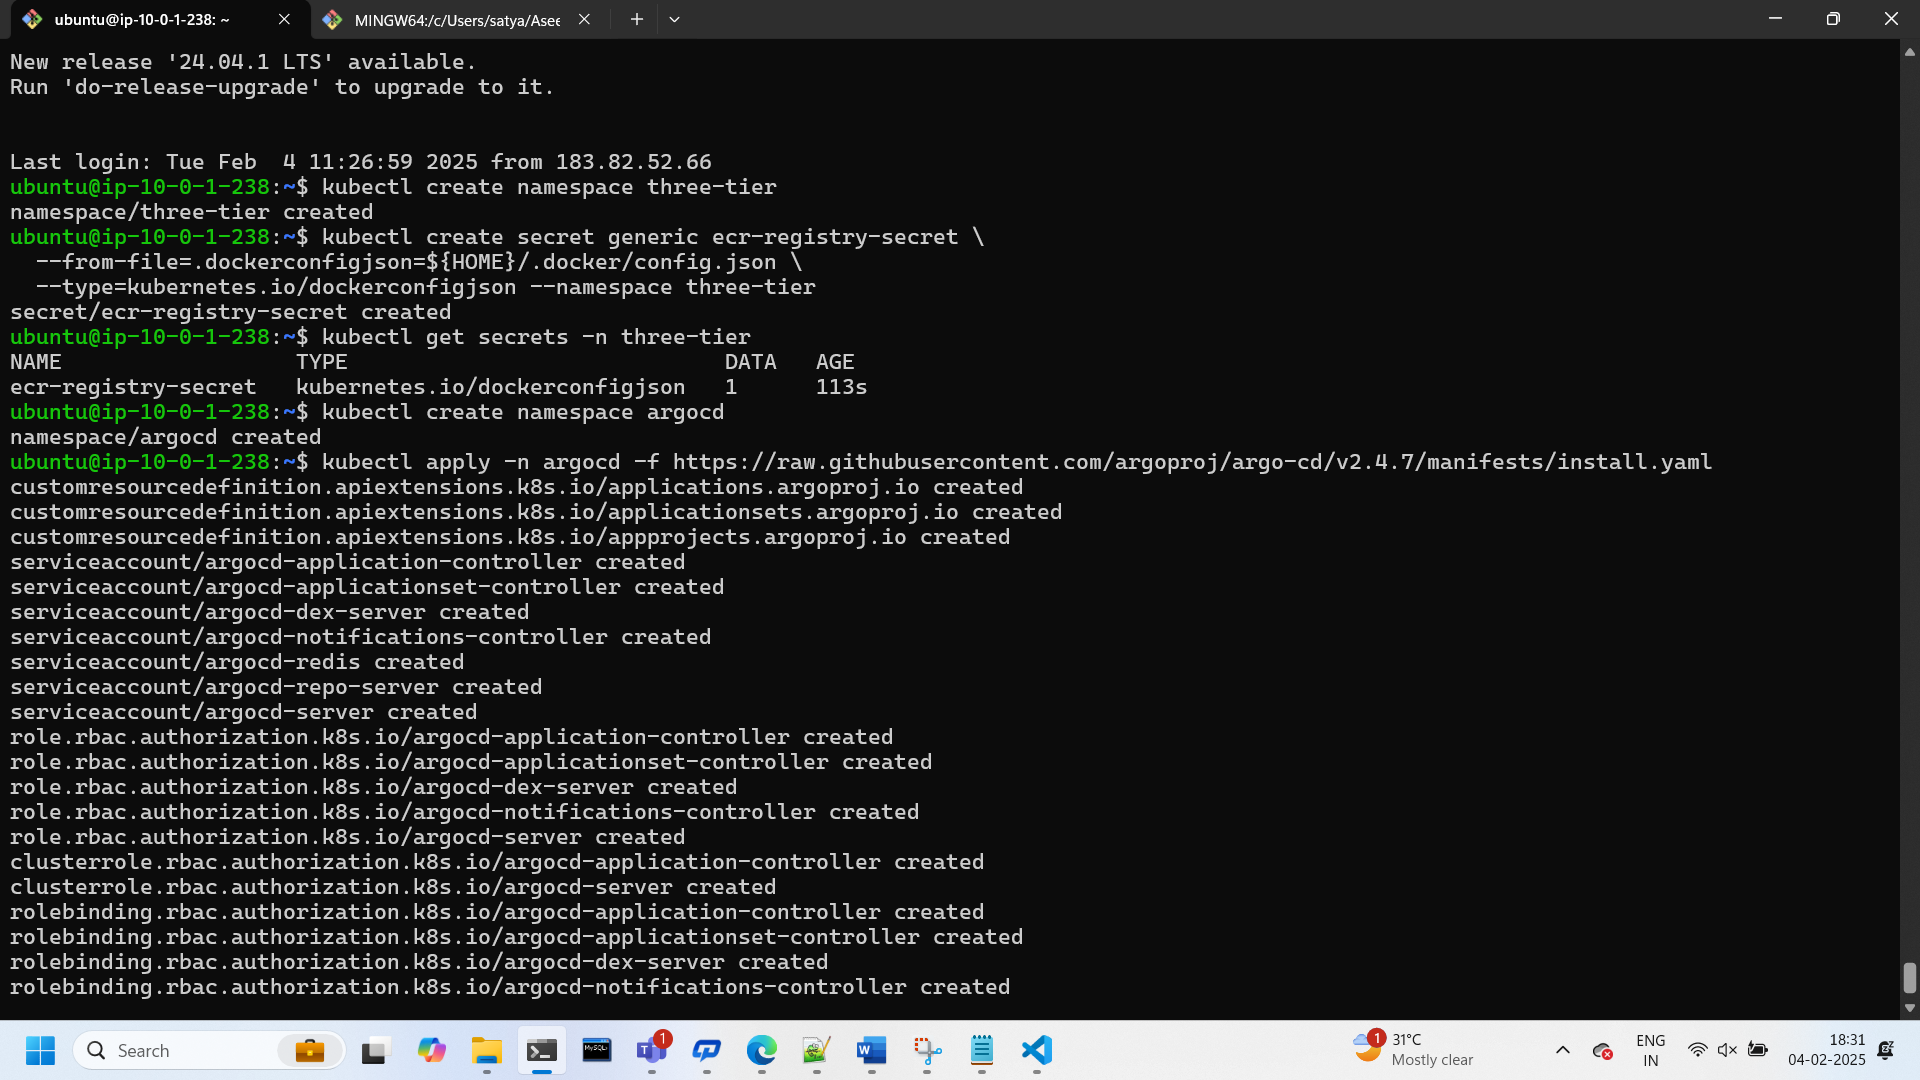 ubuntu@ip-10-0-1-238: ~
MINGW64:/c/Users/satya/Asee
New release '24.04.1 LTS' available.
Run 'do-release-upgrade' to upgrade to it.
Last login: Tue Feb  4 11:26:59 2025 from 183.82.52.66
ubuntu@ip-10-0-1-238:~$ kubectl create namespace three-tier
namespace/three-tier created
ubuntu@ip-10-0-1-238:~$ kubectl create secret generic ecr-registry-secret \
  --from-file=.dockerconfigjson=${HOME}/.docker/config.json \
  --type=kubernetes.io/dockerconfigjson --namespace three-tier
secret/ecr-registry-secret created
ubuntu@ip-10-0-1-238:~$ kubectl get secrets -n three-tier
NAME                  TYPE                             DATA   AGE
ecr-registry-secret   kubernetes.io/dockerconfigjson   1      113s
ubuntu@ip-10-0-1-238:~$ kubectl create namespace argocd
namespace/argocd created
ubuntu@ip-10-0-1-238:~$ kubectl apply -n argocd -f https://raw.githubusercontent.com/argoproj/argo-cd/v2.4.7/manifests/install.yaml
customresourcedefinition.apiextensions.k8s.io/applications.argoproj.io created
customresourcedefinition.apiextensions.k8s.io/applicationsets.argoproj.io created
customresourcedefinition.apiextensions.k8s.io/appprojects.argoproj.io created
serviceaccount/argocd-application-controller created
serviceaccount/argocd-applicationset-controller created
serviceaccount/argocd-dex-server created
serviceaccount/argocd-notifications-controller created
serviceaccount/argocd-redis created
serviceaccount/argocd-repo-server created
serviceaccount/argocd-server created
role.rbac.authorization.k8s.io/argocd-application-controller created
role.rbac.authorization.k8s.io/argocd-applicationset-controller created
role.rbac.authorization.k8s.io/argocd-dex-server created
role.rbac.authorization.k8s.io/argocd-notifications-controller created
role.rbac.authorization.k8s.io/argocd-server created
clusterrole.rbac.authorization.k8s.io/argocd-application-controller created
clusterrole.rbac.authorization.k8s.io/argocd-server created
rolebinding.rbac.authorization.k8s.io/argocd-application-controller created
rolebinding.rbac.authorization.k8s.io/argocd-applicationset-controller created
rolebinding.rbac.authorization.k8s.io/argocd-dex-server created
rolebinding.rbac.authorization.k8s.io/argocd-notifications-controller created
Search
MySQL
1
1
31°C
Mostly clear
ENG
IN
18:31
04-02-2025